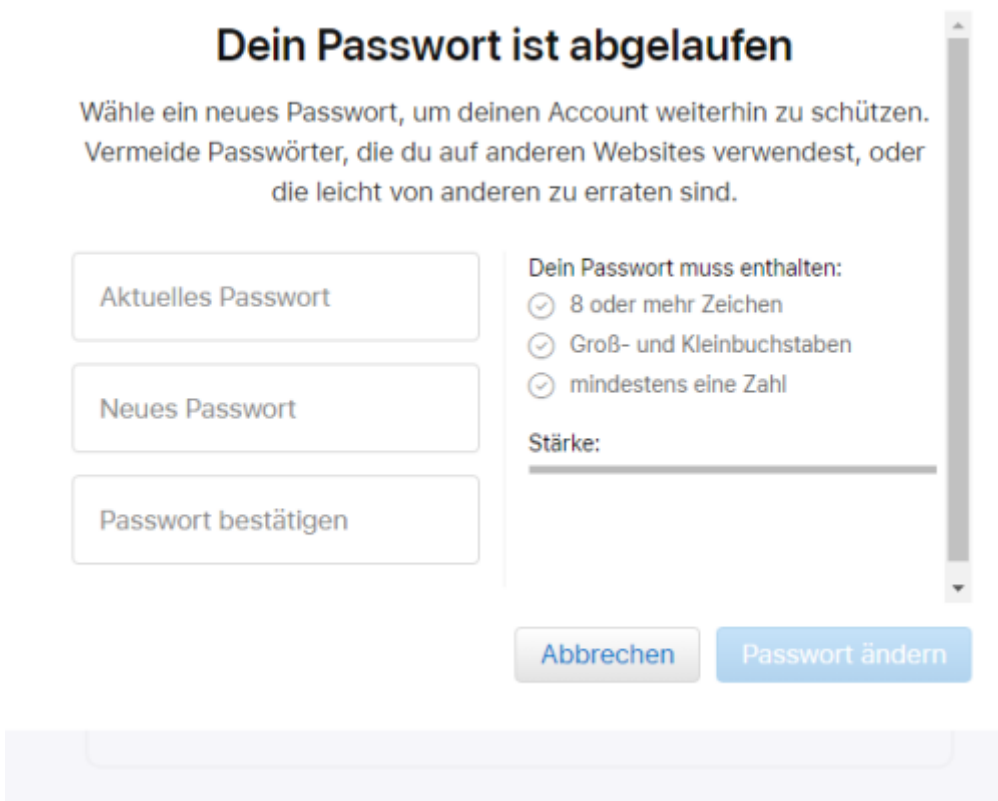 Dein Passwort ist abgelaufen
Wähle ein neues Passwort, um deinen Account weiterhin zu schützen.
Vermeide Passwörter, die du auf anderen Websites verwendest, oder
die leicht von anderen zu erraten sind.
Aktuelles Passwort
Neues Passwort
Passwort bestätigen
Dein Passwort muss enthalten:
8 oder mehr Zeichen
Groß- und Kleinbuchstaben
mindestens eine Zahl
Stärke:
Abbrechen
Passwort ändern